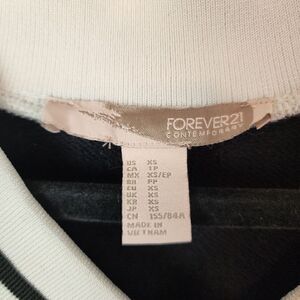 FOREVER21
CONTEMPORARY
US XS
CA TP
MX XS/EP
BR PP
EU XS
UK XS
KR XS
JP XS
CN 155/84A
MADE IN
VIETNAM